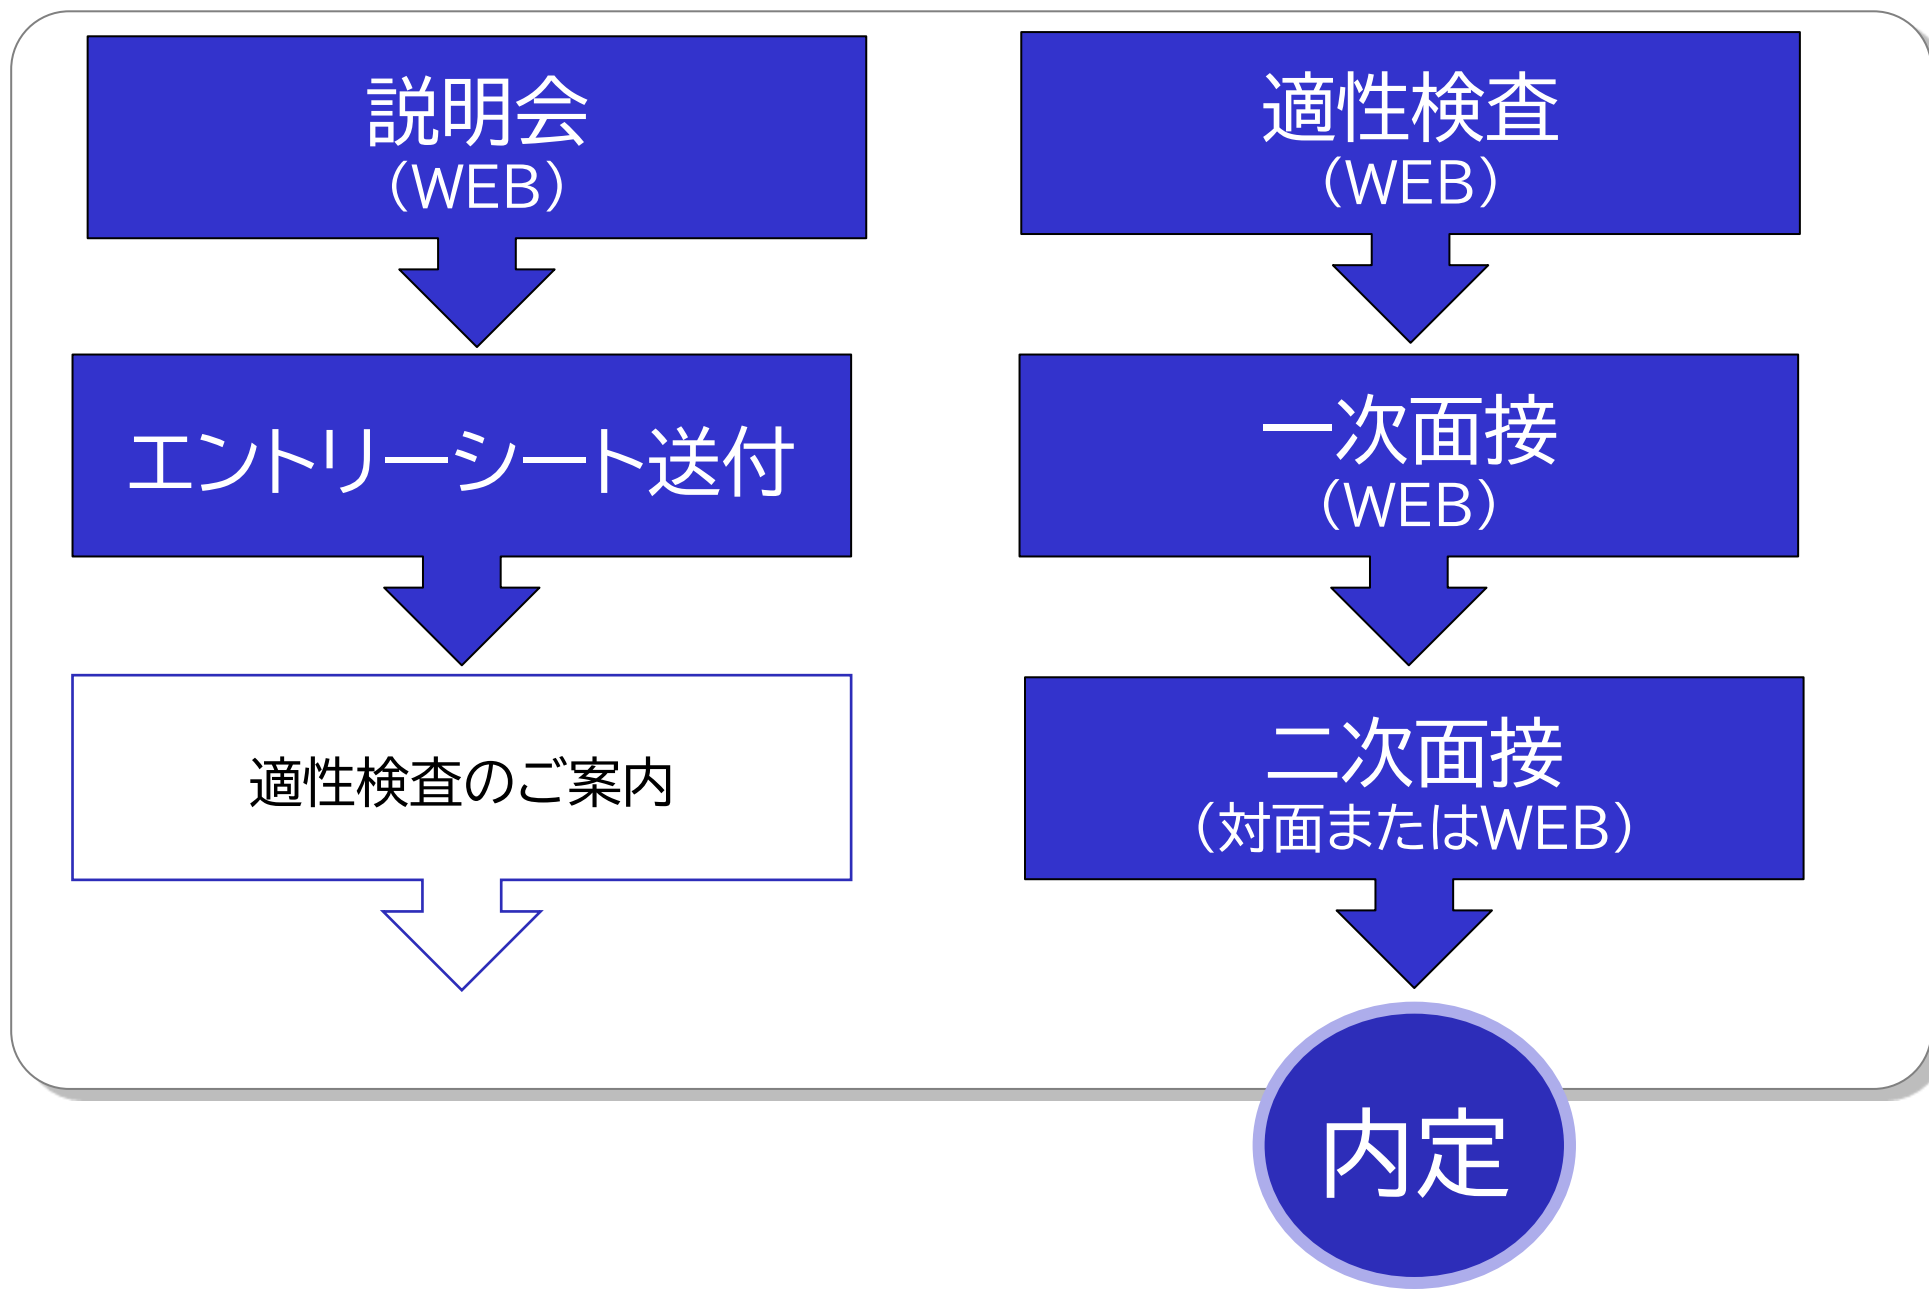 説明会
（WEB）
エントリーシート送付
適性検査のご案内
適性検査
（WEB）
一次面接
（WEB）
二次面接
（対面またはWEB）
内定